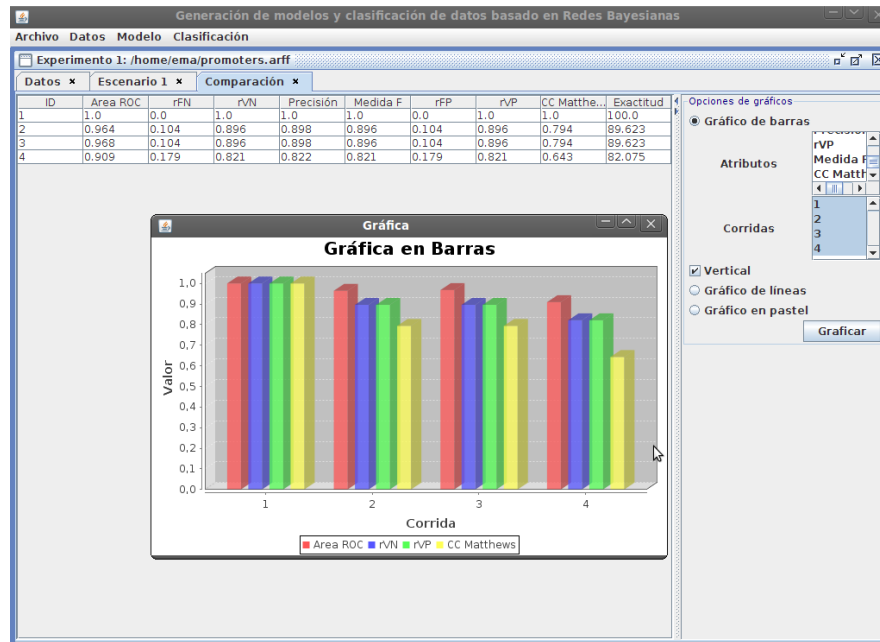 Generación de modelos y clasificación de datos basado en Redes Bayesianas
Archivo Datos Modelo Clasificación
Experimento 1: /home/ema/promoters.arff
Datos Escenario 1 Comparación
ID Area ROC rFN rVN Precisión Medida F rFP rVP CC Matthe... Exactitud
1 1.0 0.0 1.0 1.0 1.0 0.0 1.0 1.0 100.0
2 0.964 0.104 0.896 0.898 0.896 0.104 0.896 0.794 89.623
3 0.968 0.104 0.896 0.898 0.896 0.104 0.896 0.794 89.623
4 0.909 0.179 0.821 0.822 0.821 0.179 0.821 0.643 82.075
Opciones de gráficos
Gráfico de barras
Atributos
Precisión
rVP
Medida F
CC Matth
Corridas
1
2
3
4
Vertical
Gráfico de líneas
Gráfico en pastel
Graficar
Gráfica
Gráfica en Barras
Valor
1,0
0,9
0,8
0,7
0,6
0,5
0,4
0,3
0,2
0,1
0,0
1 2 3 4
Corrida
Area ROC rVN rVP CC Matthews